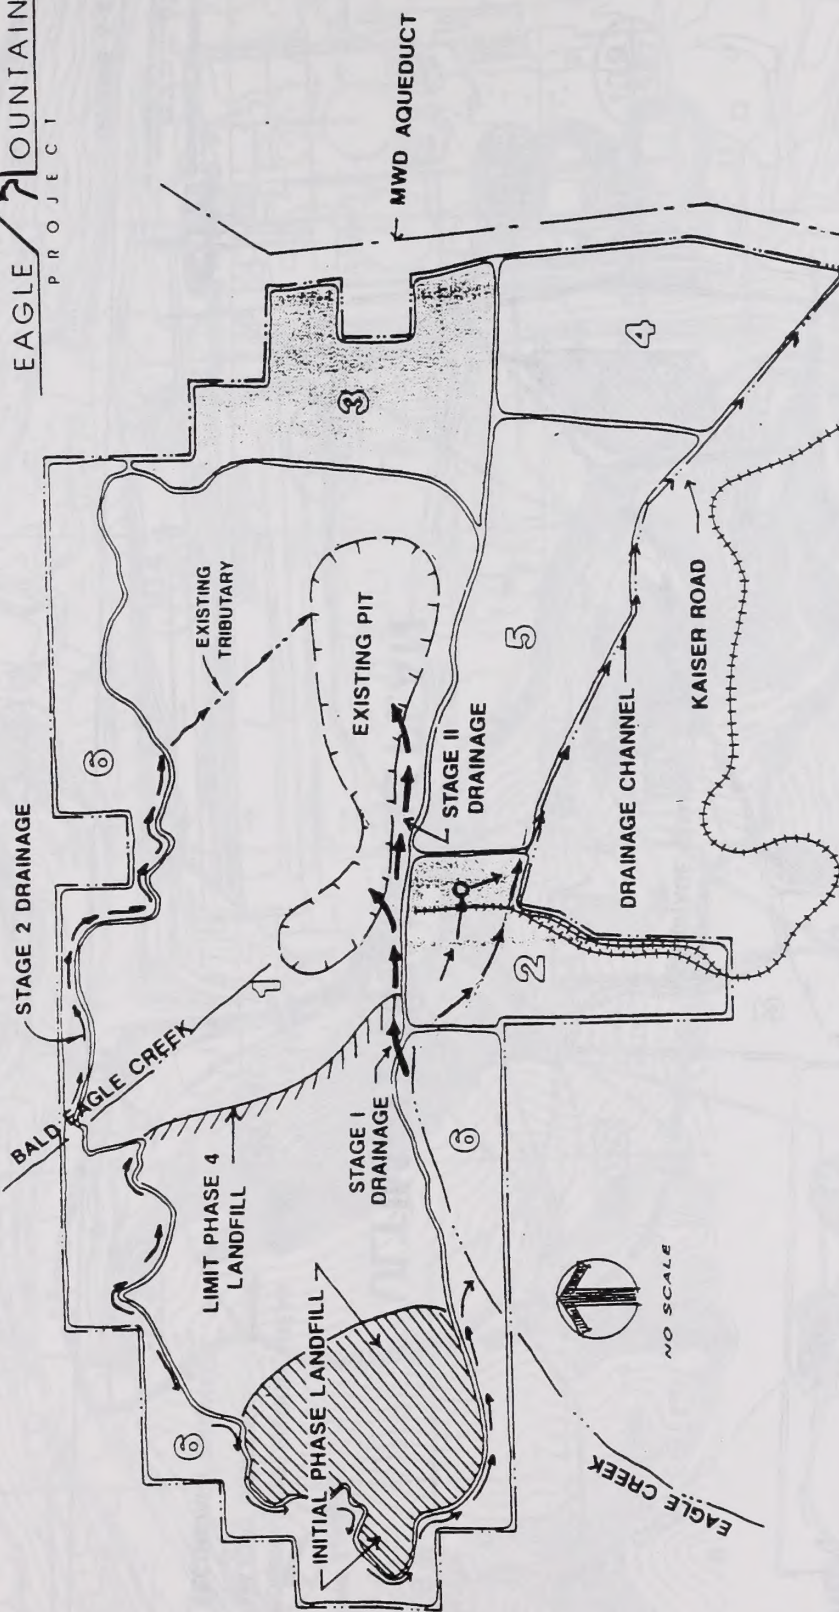 EAGLE MOUNTAIN
PROJECT
STAGE 2 DRAINAGE
BALD EAGLE CREEK
6
EXISTING
TRIBUTARY
3
MWD AQUEDUCT
1
EXISTING PIT
LIMIT PHASE 4
LANDFILL
6
INITIAL PHASE LANDFILL
STAGE I
DRAINAGE
STAGE II
DRAINAGE
5
4
6
2
DRAINAGE CHANNEL
KAISER ROAD
EAGLE CREEK
NO SCALE